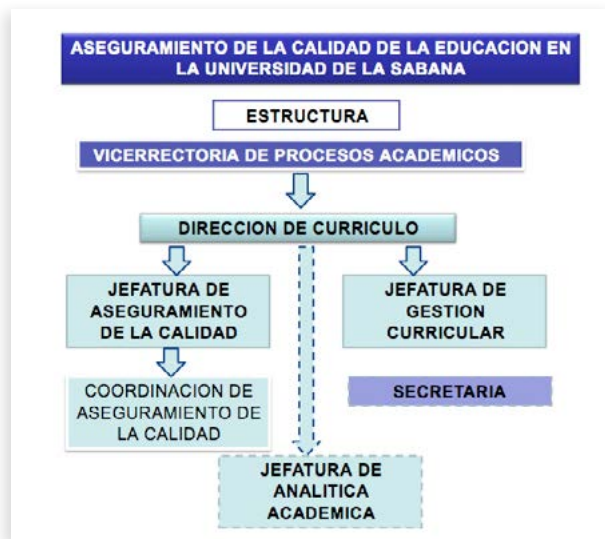 ASEGURAMIENTO DE LA CALIDAD DE LA EDUCACION EN
LA UNIVERSIDAD DE LA SABANA
ESTRUCTURA
VICERRECTORIA DE PROCESOS ACADEMICOS
DIRECCION DE CURRICULO
JEFATURA DE
ASEGURAMIENTO
DE LA CALIDAD
JEFATURA DE
GESTION
CURRICULAR
COORDINACION DE
ASEGURAMIENTO DE
LA CALIDAD
SECRETARIA
JEFATURA DE
ANALITICA
ACADEMICA